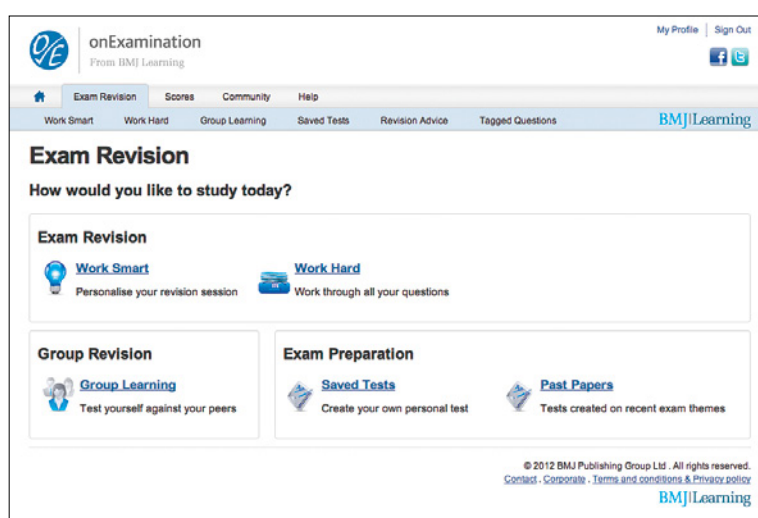 My Profile Sign Out
O/E onExamination
From BMJ Learning
Exam Revision Scores Community Help
Work Smart Work Hard Group Learning Saved Tests Revision Advice Tagged Questions BMJ Learning
Exam Revision
How would you like to study today?
Exam Revision
Work Smart Work Hard
Personalise your revision session Work through all your questions
Group Revision Exam Preparation
Group Learning Saved Tests Past Papers
Test yourself against your peers Create your own personal test Tests created on recent exam themes
© 2012 BMJ Publishing Group Ltd . All rights reserved.
Contact . Corporate . Terms and conditions & Privacy policy
BMJ Learning